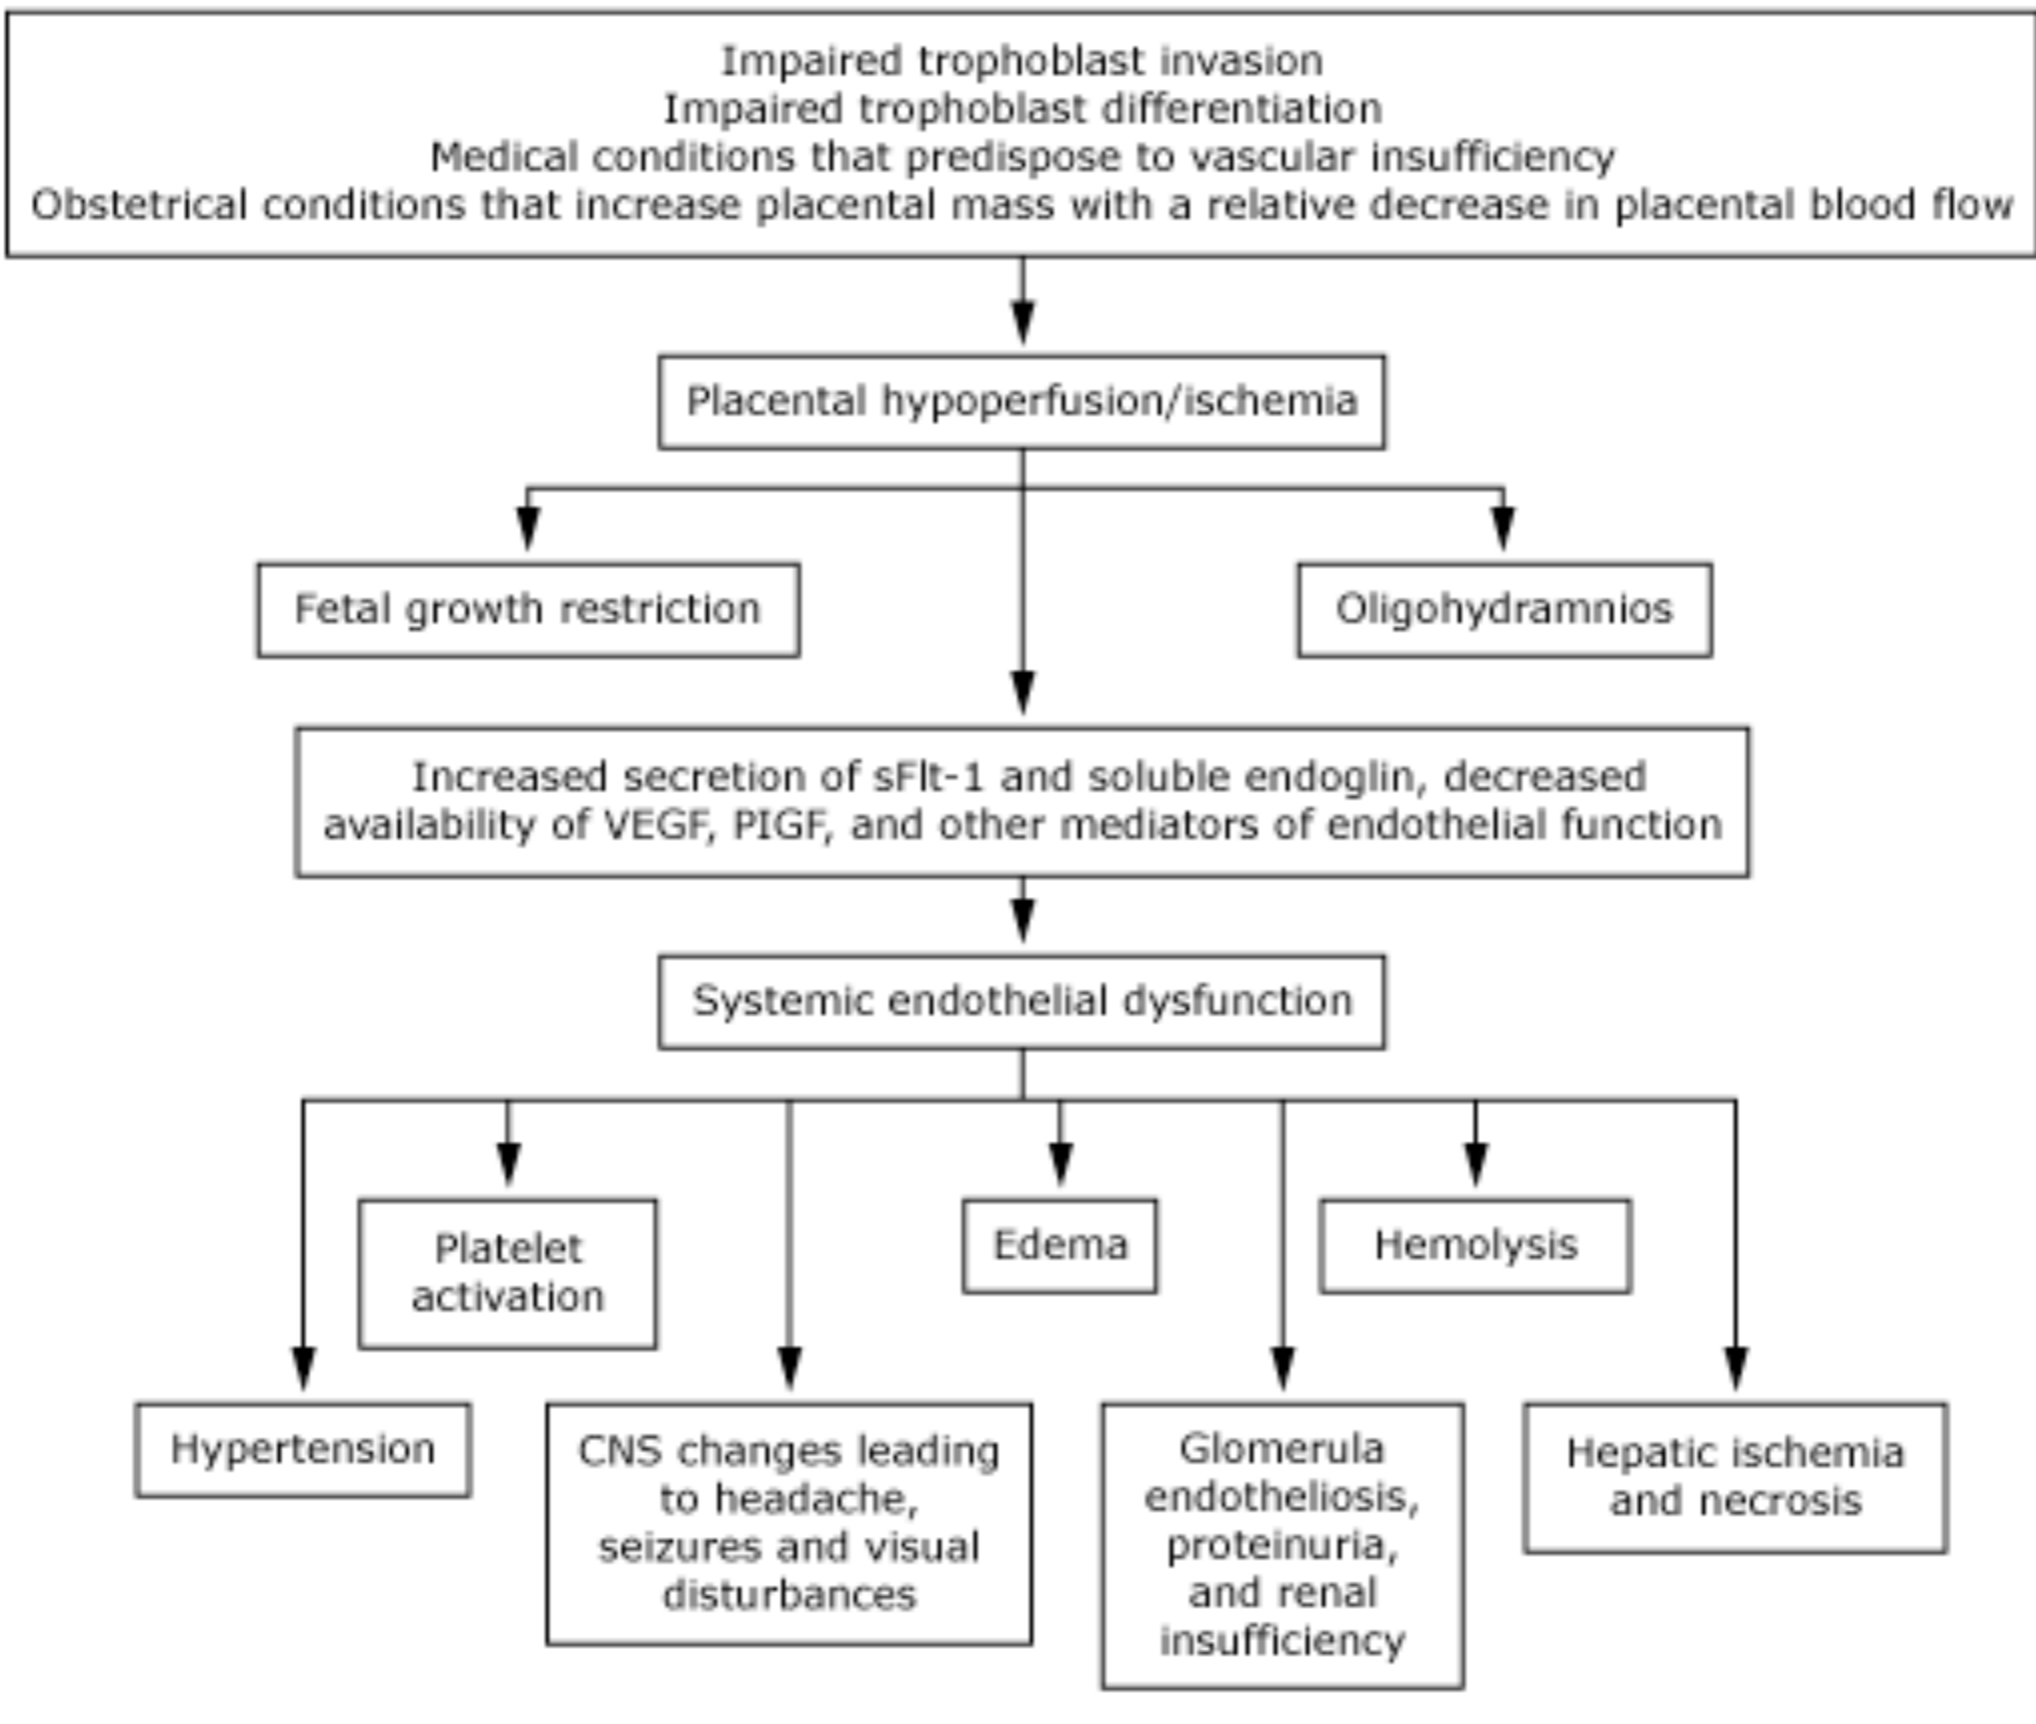 Impaired trophoblast invasion
Impaired trophoblast differentiation
Medical conditions that predispose to vascular insufficiency
Obstetrical conditions that increase placental mass with a relative decrease in placental blood flow
Placental hypoperfusion/ischemia
Fetal growth restriction
Oligohydramnios
Increased secretion of sFlt-1 and soluble endoglin, decreased
availability of VEGF, PIGF, and other mediators of endothelial function
Systemic endothelial dysfunction
Platelet
activation
Edema
Hemolysis
Hypertension
CNS changes leading
to headache,
seizures and visual
disturbances
Glomerula
endotheliosis,
proteinuria,
and renal
insufficiency
Hepatic ischemia
and necrosis